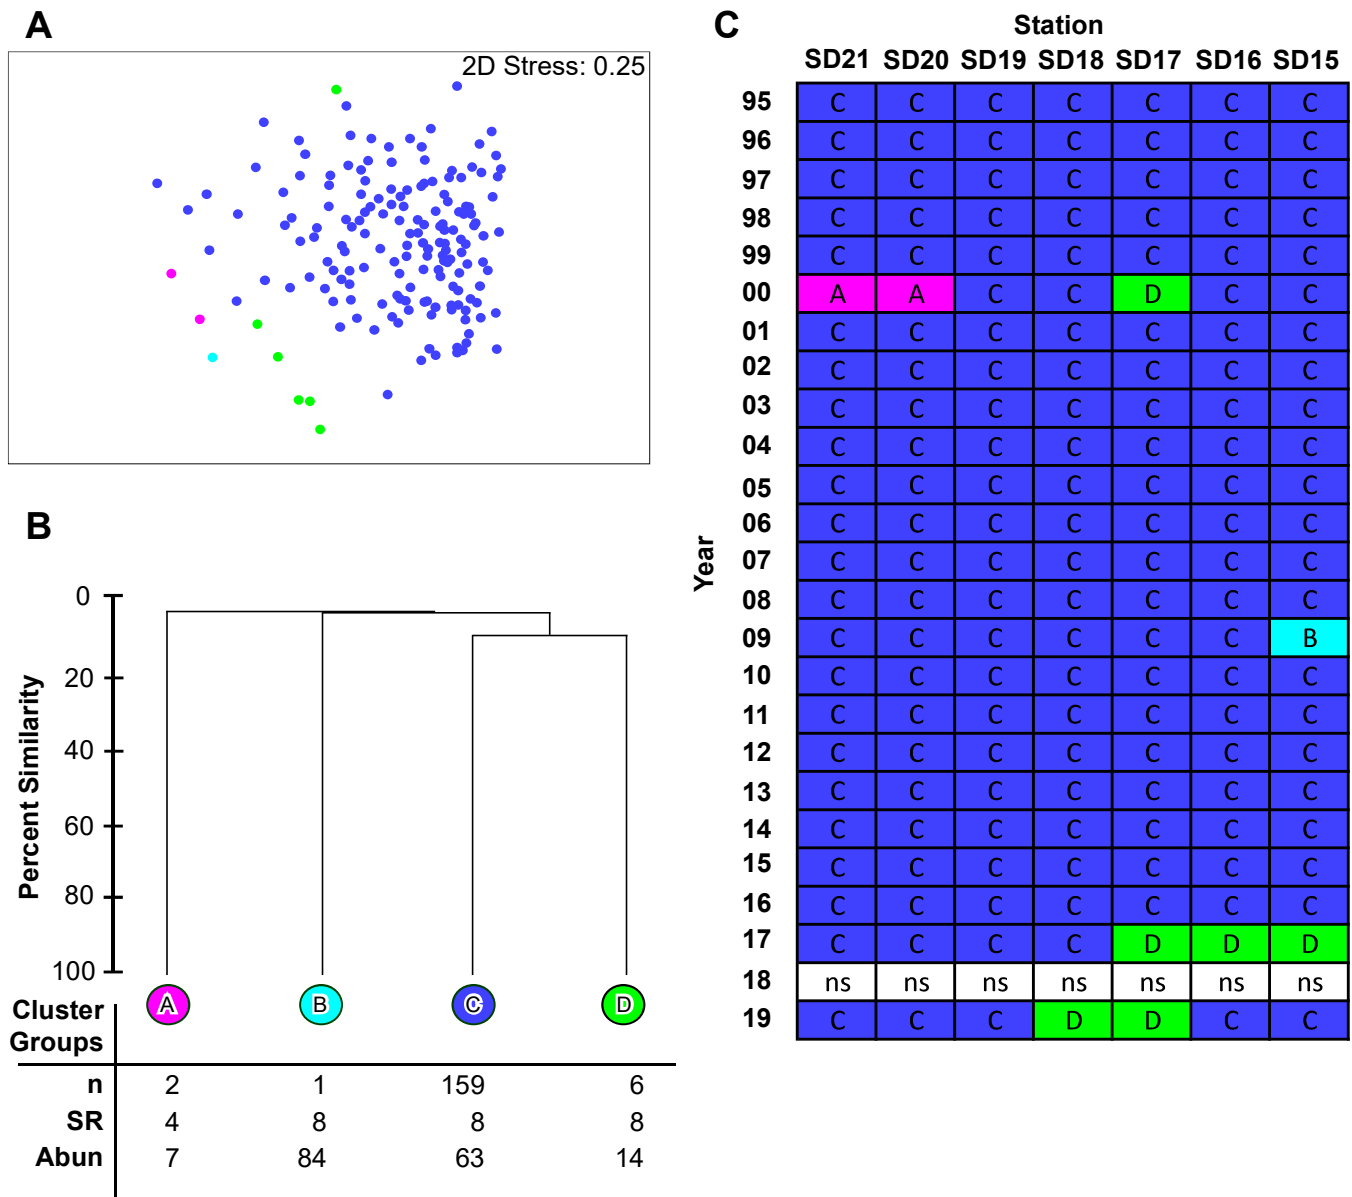 A
2D Stress: 0.25
B
0
20
40
60
80
100
Percent Similarity
A B C D
Cluster
Groups
n 2 1 159 6
SR 4 8 8 8
Abun 7 84 63 14
C
Station
SD21 SD20 SD19 SD18 SD17 SD16 SD15
Year
95 C C C C C C C
96 C C C C C C C
97 C C C C C C C
98 C C C C C C C
99 C C C C C C C
00 A A C C D C C
01 C C C C C C C
02 C C C C C C C
03 C C C C C C C
04 C C C C C C C
05 C C C C C C C
06 C C C C C C C
07 C C C C C C C
08 C C C C C C C
09 C C C C C C B
10 C C C C C C C
11 C C C C C C C
12 C C C C C C C
13 C C C C C C C
14 C C C C C C C
15 C C C C C C C
16 C C C C C C C
17 C C C C D D D
18 ns ns ns ns ns ns ns
19 C C C D D C C